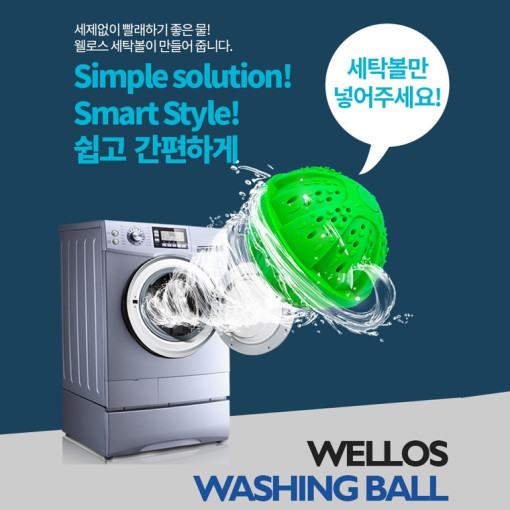 세제없이 빨래하기 좋은 물!
웰로스 세탁볼이 만들어 줍니다.
Simple solution!
Smart Style!
쉽고 간편하게
세탁볼만
넣어주세요!
WELLOS
WASHING BALL